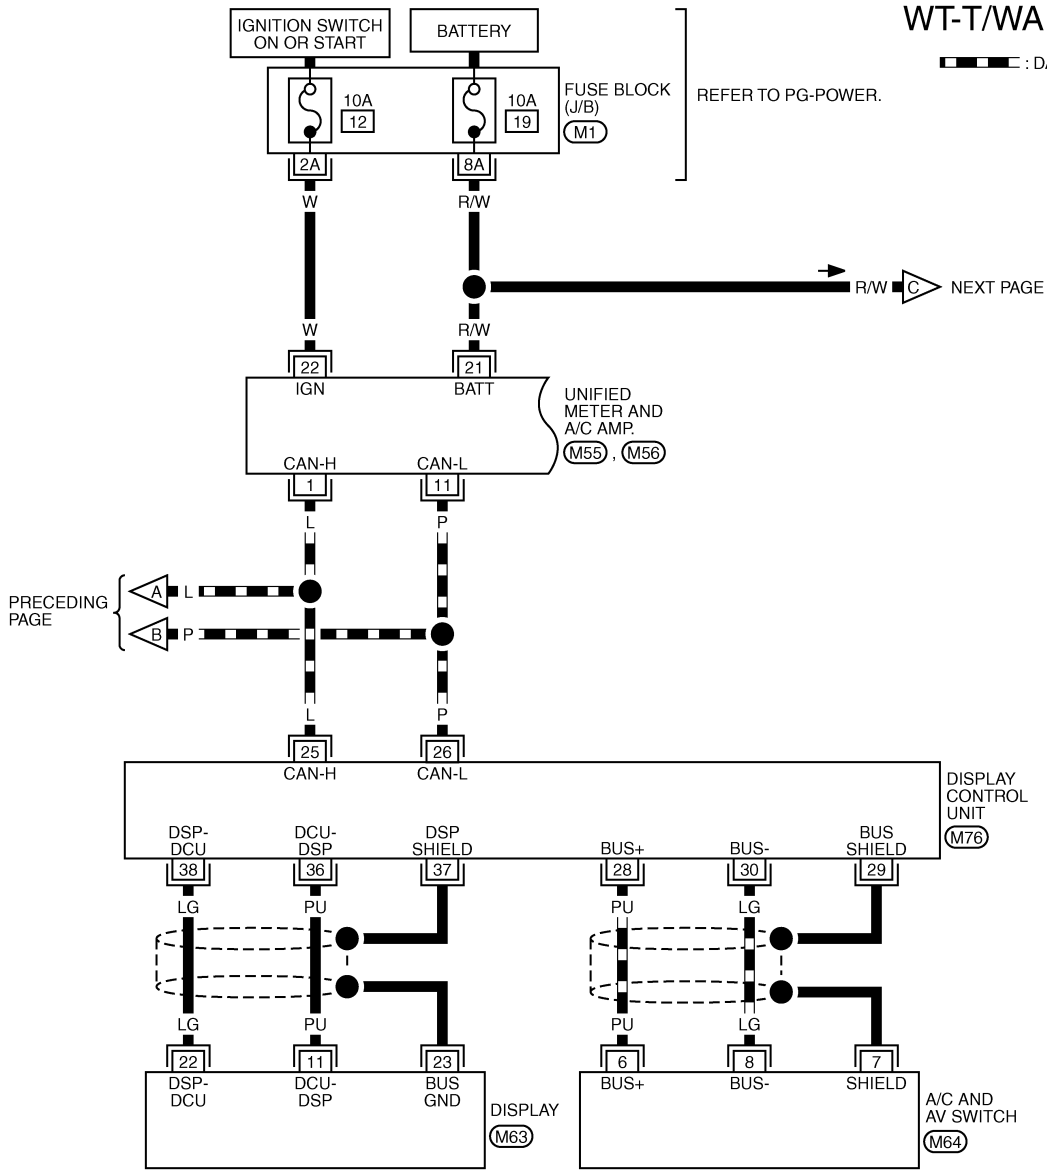 WT-T/WA
IGNITION SWITCH
ON OR START
BATTERY
: DA
FUSE BLOCK
(J/B)
M1
REFER TO PG-POWER.
10A
12
10A
19
2A
8A
W
R/W
R/W
C
NEXT PAGE
W
R/W
22
21
IGN
BATT
UNIFIED
METER AND
A/C AMP.
M55 , M56
CAN-H
CAN-L
1
11
L
P
PRECEDING
PAGE
A
L
B
P
L
P
25
26
CAN-H
CAN-L
DISPLAY
CONTROL
UNIT
M76
DSP-
DCU
DCU-
DSP
DSP
SHIELD
BUS+
BUS-
BUS
SHIELD
38
36
37
28
30
29
LG
PU
PU
LG
LG
PU
PU
LG
22
11
23
6
8
7
DSP-
DCU
DCU-
DSP
BUS
GND
BUS+
BUS-
SHIELD
DISPLAY
M63
A/C AND
AV SWITCH
M64